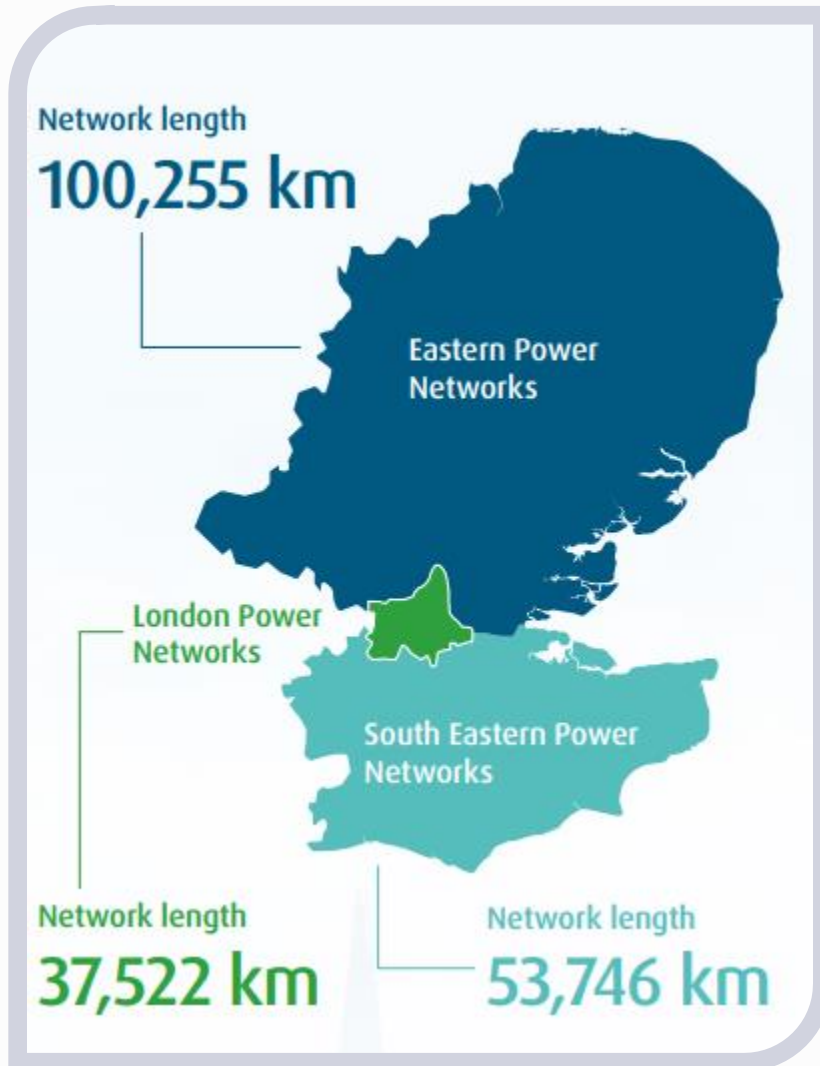 Network length
100,255 km
Eastern Power
Networks
London Power
Networks
South Eastern Power
Networks
Network length
37,522 km
Network length
53,746 km